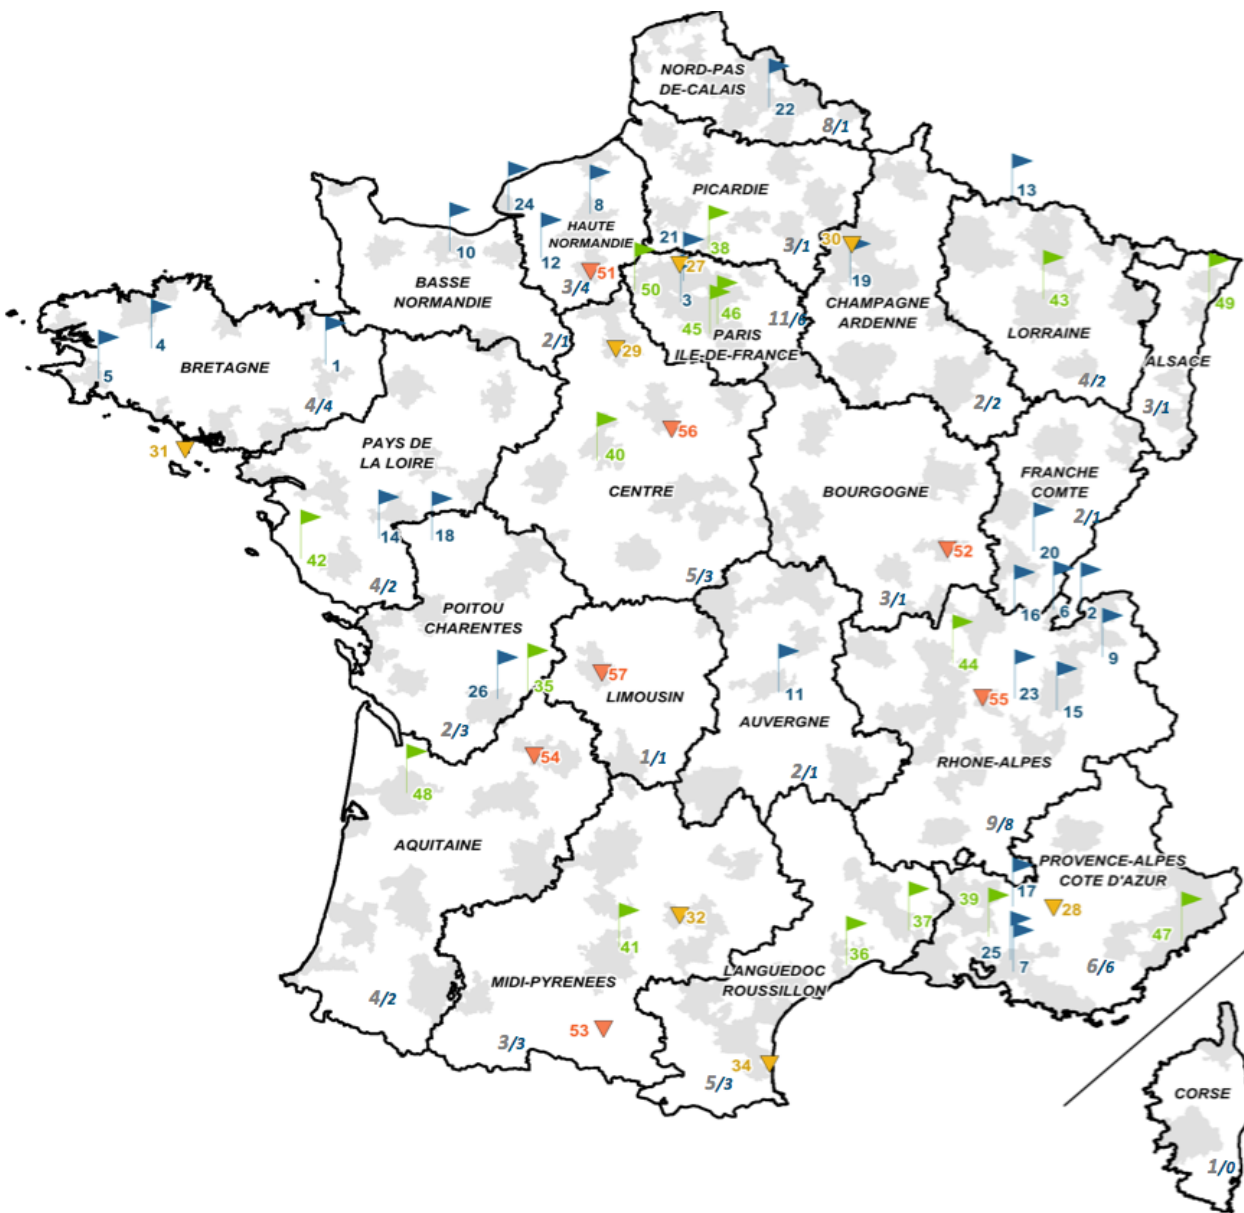 NORD-PAS
DE-CALAIS
22
8/1
13
PICARDIE
24
8
12
HAUTE
NORMANDIE
21
38
3/1
30
19
10
51
3/4
27
50
3
45
46
PARIS
ILE-DE-FRANCE
11/6
CHAMPAGNE
ARDENNE
43
LORRAINE
49
BASSE
NORMANDIE
2/1
29
4/2
ALSACE
3/1
4
5
BRETAGNE
1
4/4
2/2
31
PAYS DE
LA LOIRE
40
56
CENTRE
BOURGOGNE
FRANCHE
COMTE
2/1
14
18
42
4/2
5/3
52
3/1
20
16
6
2
9
POITOU
CHARENTES
26
35
2/3
57
LIMOUSIN
1/1
11
AUVERGNE
2/1
44
23
15
55
RHONE-ALPES
9/8
54
48
AQUITAINE
4/2
PROVENCE-ALPES
COTE D'AZUR
17
39
28
47
25
7
6/6
41
32
37
36
MIDI-PYRENEES
LANGUEDOC
ROUSSILLON
53
3/3
34
5/3
CORSE
1/0